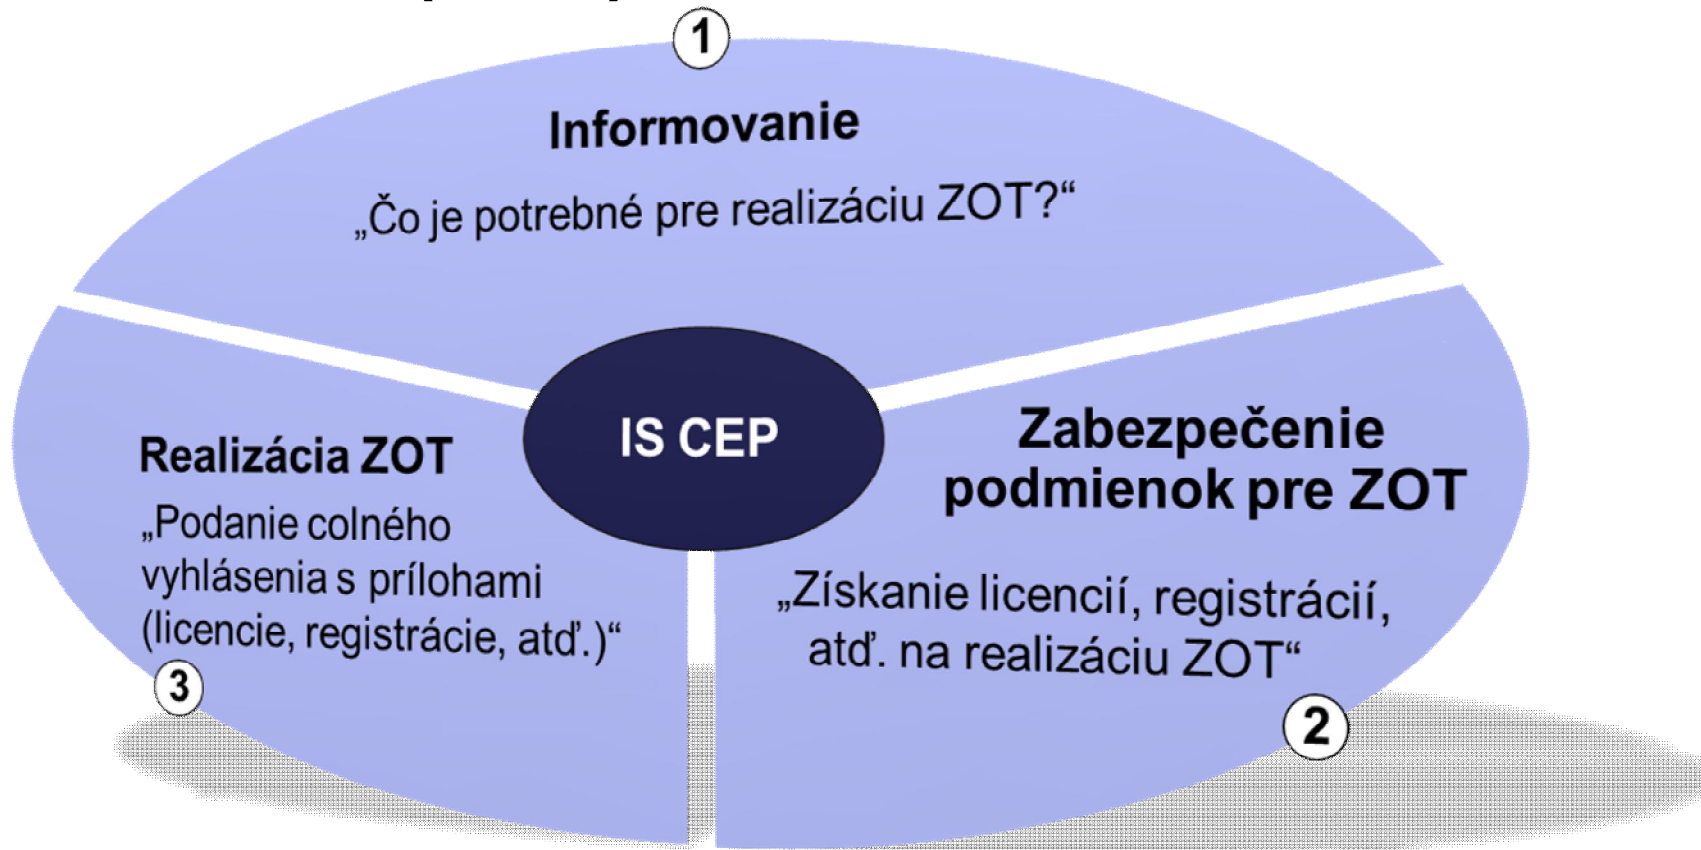 1
Informovanie
„Čo je potrebné pre realizáciu ZOT?“
IS CEP
Zabezpečenie
podmienok pre ZOT
„Získanie licencií, registrácií,
atď. na realizáciu ZOT“
2
Realizácia ZOT
„Podanie colného
vyhlásenia s prílohami
(licencie, registrácie, atď.)“
3